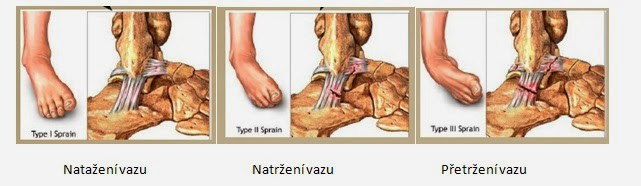 Type I Sprain
Type II Sprain
Type III Sprain
Natažení vazu
Natržení vazu
Přetržení vazu